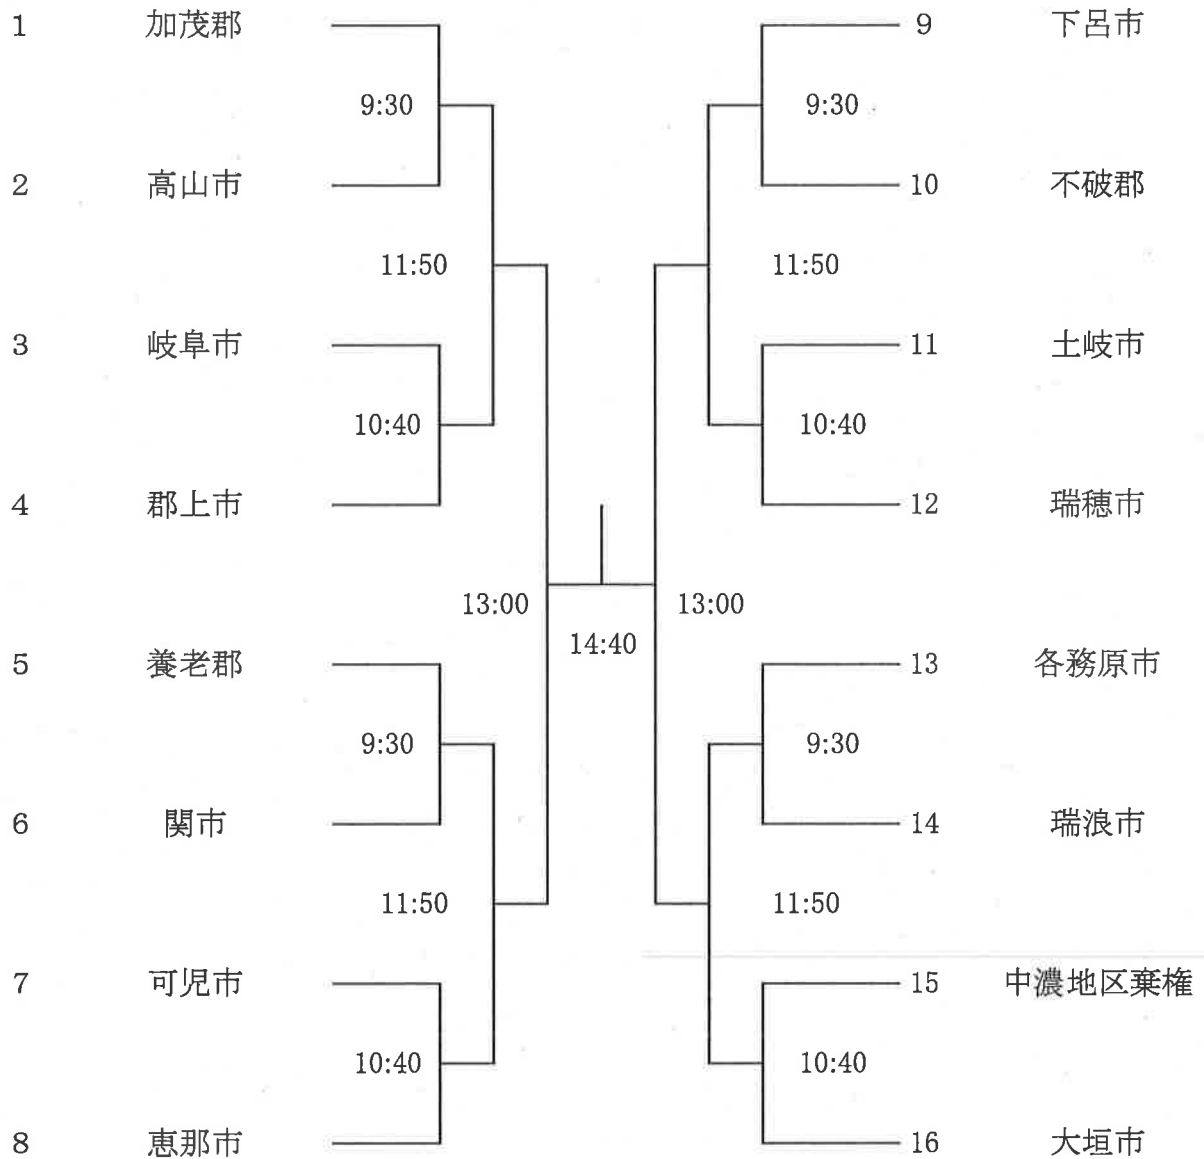 1 加茂郡 9 下呂市
9:30 9:30
2 高山市 10 不破郡
11:50 11:50
3 岐阜市 11 土岐市
10:40 10:40
4 郡上市 12 瑞穂市
13:00 13:00
14:40
5 養老郡 13 各務原市
9:30 9:30
6 関市 14 瑞浪市
11:50 11:50
7 可児市 15 中濃地区棄権
10:40 10:40
8 恵那市 16 大垣市